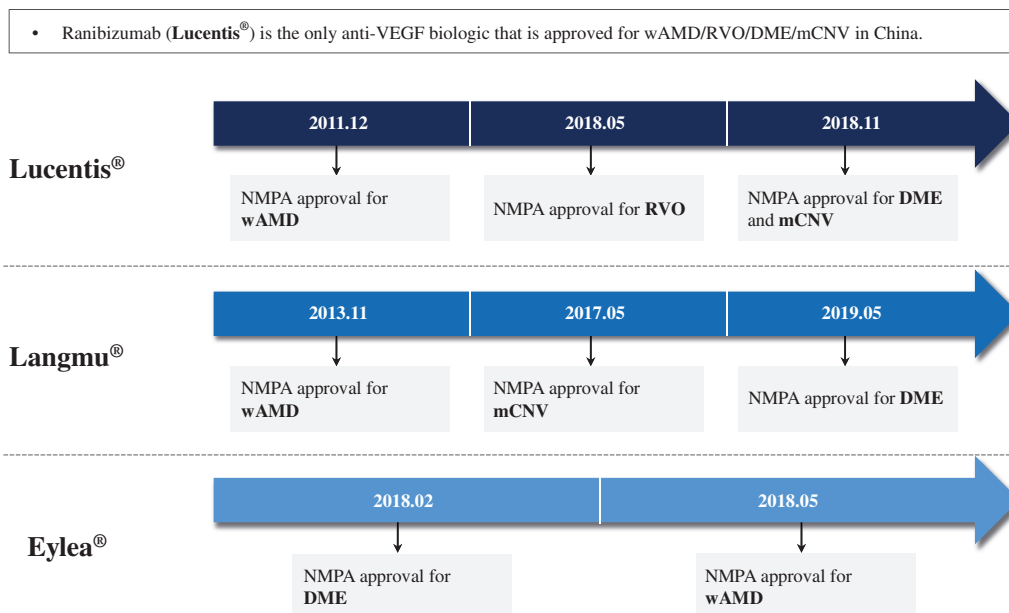 • Ranibizumab (Lucentis®) is the only anti-VEGF biologic that is approved for wAMD/RVO/DME/mCNV in China.
Lucentis®
2011.12
2018.05
2018.11
NMPA approval for
wAMD
NMPA approval for RVO
NMPA approval for DME
and mCNV
Langmu®
2013.11
2017.05
2019.05
NMPA approval for
wAMD
NMPA approval for
mCNV
NMPA approval for DME
Eylea®
2018.02
2018.05
NMPA approval for
DME
NMPA approval for
wAMD